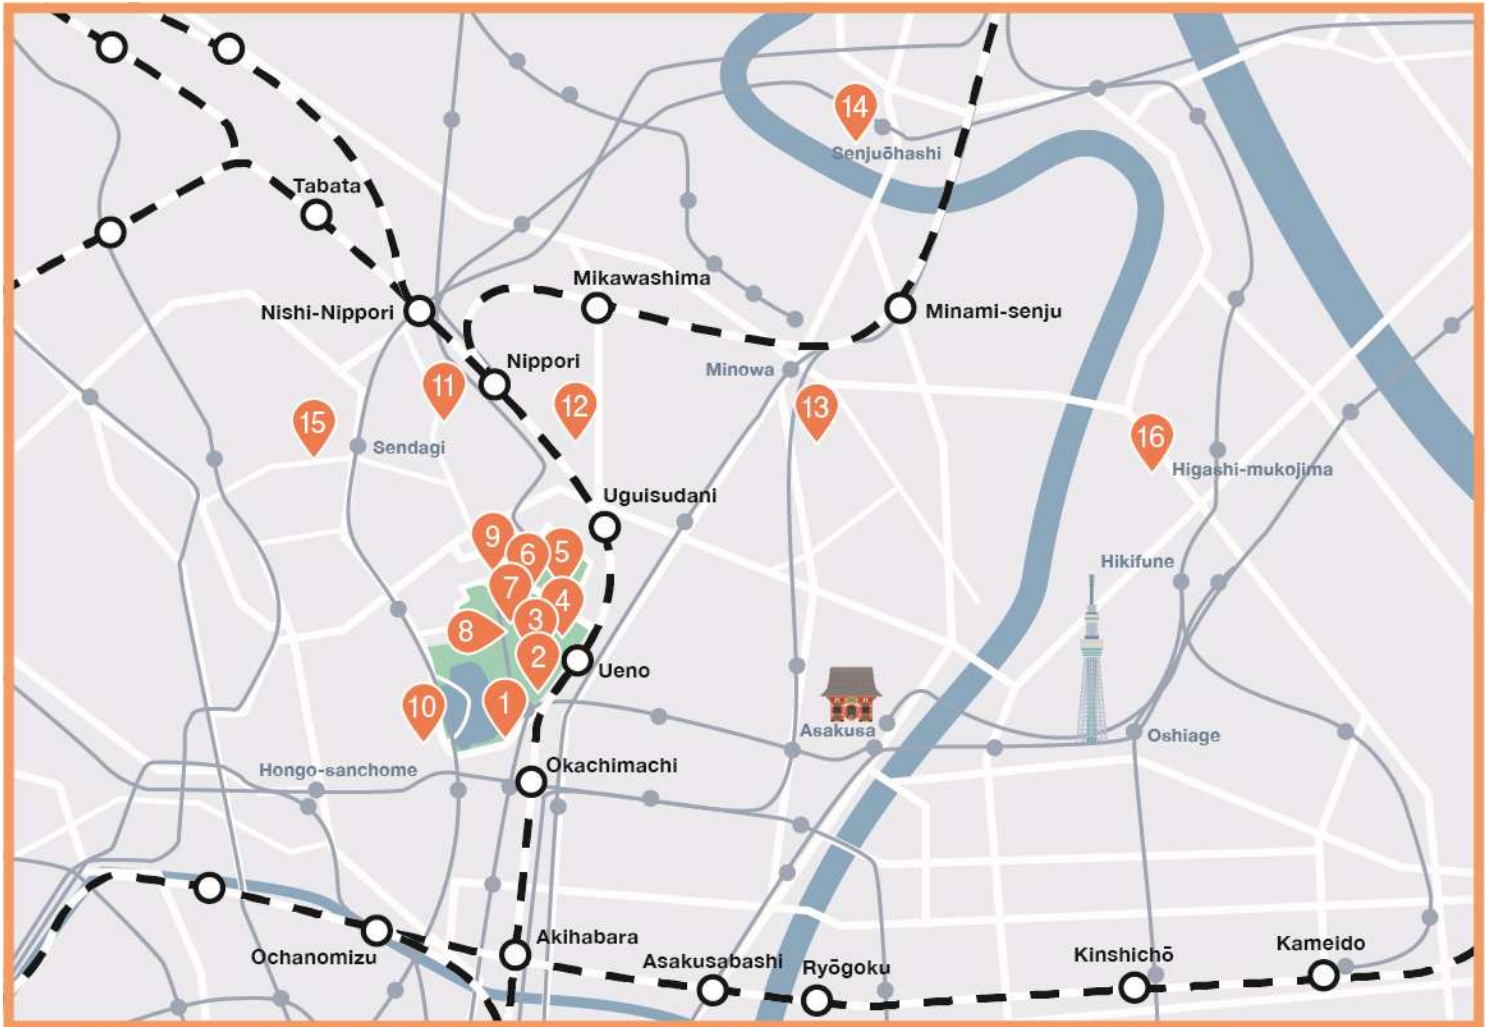 14
Senjuōhashi
Tabata
Mikawashima
Nishi-Nippori
Minami-senju
Nippori
Minowa
11
12
13
15
16
Sendagi
Higashi-mukojima
Uguisudani
9
6
5
Hikifune
7
4
3
8
2
Ueno
10
1
Asakusa
Oshiage
Okachimachi
Hongo-sanchome
Akihabara
Ochanomizu
Asakusabashi
Ryōgoku
Kinshichō
Kameido